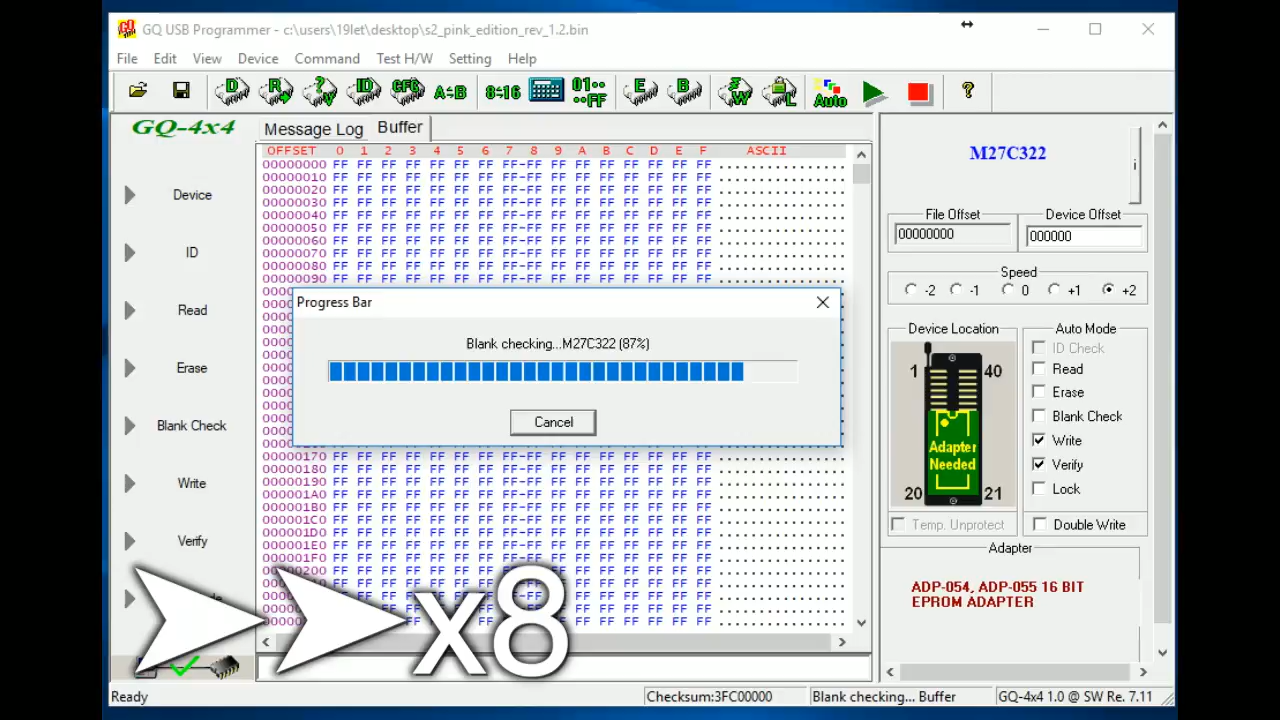 GQ USB Programmer - c:\users\19let\desktop\s2_pink_edition_rev_1.2.bin
File Edit View Device Command Test H/W Setting Help
D R ?V ID CFG A=B 8:16 01-- --FF E B W L Auto ?
GQ-4x4
Message Log Buffer
OFFSET 0 1 2 3 4 5 6 7 8 9 A B C D E F ASCII
00000000 FF FF FF FF FF FF FF FF-FF FF FF FF FF FF FF FF ................
00000010 FF FF FF FF FF FF FF FF-FF FF FF FF FF FF FF FF ................
00000020 FF FF FF FF FF FF FF FF-FF FF FF FF FF FF FF FF ................
00000030 FF FF FF FF FF FF FF FF-FF FF FF FF FF FF FF FF ................
00000040 FF FF FF FF FF FF FF FF-FF FF FF FF FF FF FF FF ................
00000050 FF FF FF FF FF FF FF FF-FF FF FF FF FF FF FF FF ................
00000060 FF FF FF FF FF FF FF FF-FF FF FF FF FF FF FF FF ................
00000070 FF FF FF FF FF FF FF FF-FF FF FF FF FF FF FF FF ................
00000080 FF FF FF FF FF FF FF FF-FF FF FF FF FF FF FF FF ................
00000090 FF FF FF FF FF FF FF FF-FF FF FF FF FF FF FF FF ................
Progress Bar
Blank checking...M27C322 (87%)
Cancel
00000170 FF FF FF FF FF FF FF FF-FF FF FF FF FF FF FF FF ................
00000180 FF FF FF FF FF FF FF FF-FF FF FF FF FF FF FF FF ................
00000190 FF FF FF FF FF FF FF FF-FF FF FF FF FF FF FF FF ................
000001A0 FF FF FF FF FF FF FF FF-FF FF FF FF FF FF FF FF ................
000001B0 FF FF FF FF FF FF FF FF-FF FF FF FF FF FF FF FF ................
000001C0 FF FF FF FF FF FF FF FF-FF FF FF FF FF FF FF FF ................
000001D0 FF FF FF FF FF FF FF FF-FF FF FF FF FF FF FF FF ................
000001E0 FF FF FF FF FF FF FF FF-FF FF FF FF FF FF FF FF ................
000001F0 FF FF FF FF FF FF FF FF-FF FF FF FF FF FF FF FF ................
Device
ID
Read
Erase
Blank Check
Write
Verify
x8
M27C322
i
File Offset Device Offset
00000000 000000
Speed
-2 -1 0 +1 +2
Device Location
1 40
Adapter
Needed
20 21
Temp. Unprotect
Auto Mode
ID Check
Read
Erase
Blank Check
Write
Verify
Lock
Double Write
Adapter
ADP-054, ADP-055 16 BIT
EPROM ADAPTER
Ready Checksum:3FC00000 Blank checking... Buffer GQ-4x4 1.0 @ SW Re. 7.11